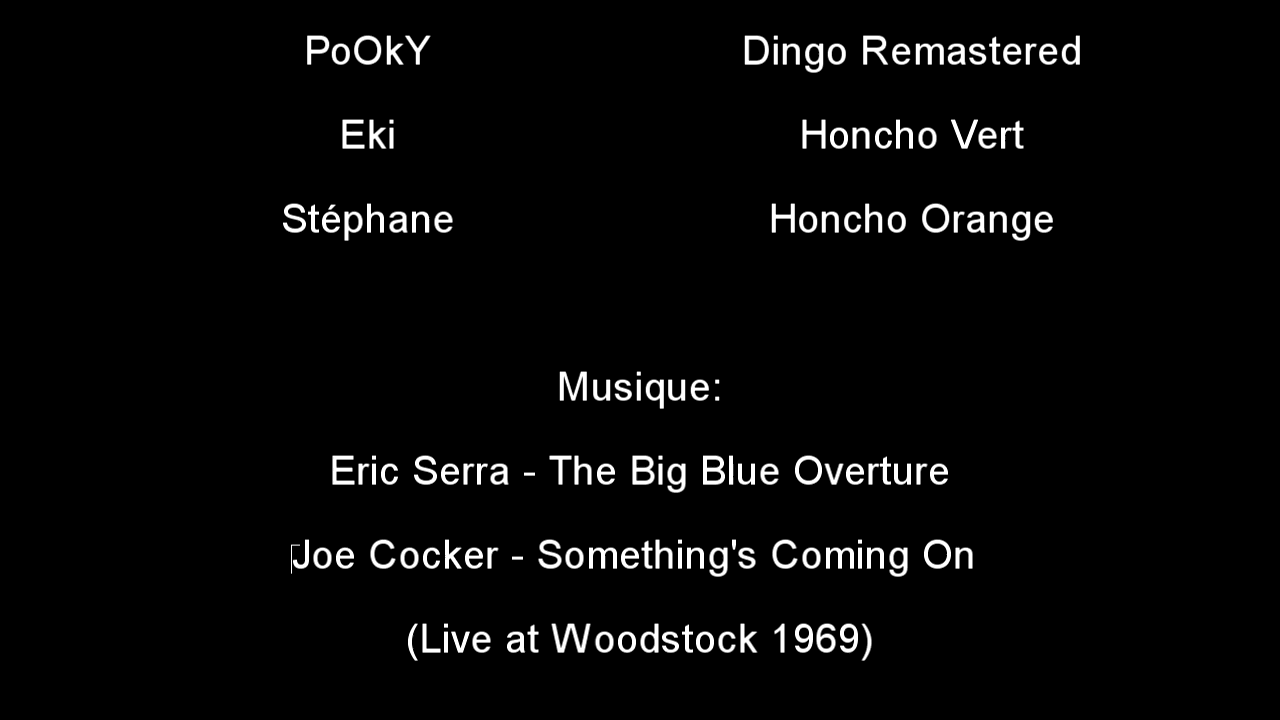 PoOkY Dingo Remastered
Eki Honcho Vert
Stéphane Honcho Orange
Musique:
Eric Serra - The Big Blue Overture
Joe Cocker - Something's Coming On
(Live at Woodstock 1969)